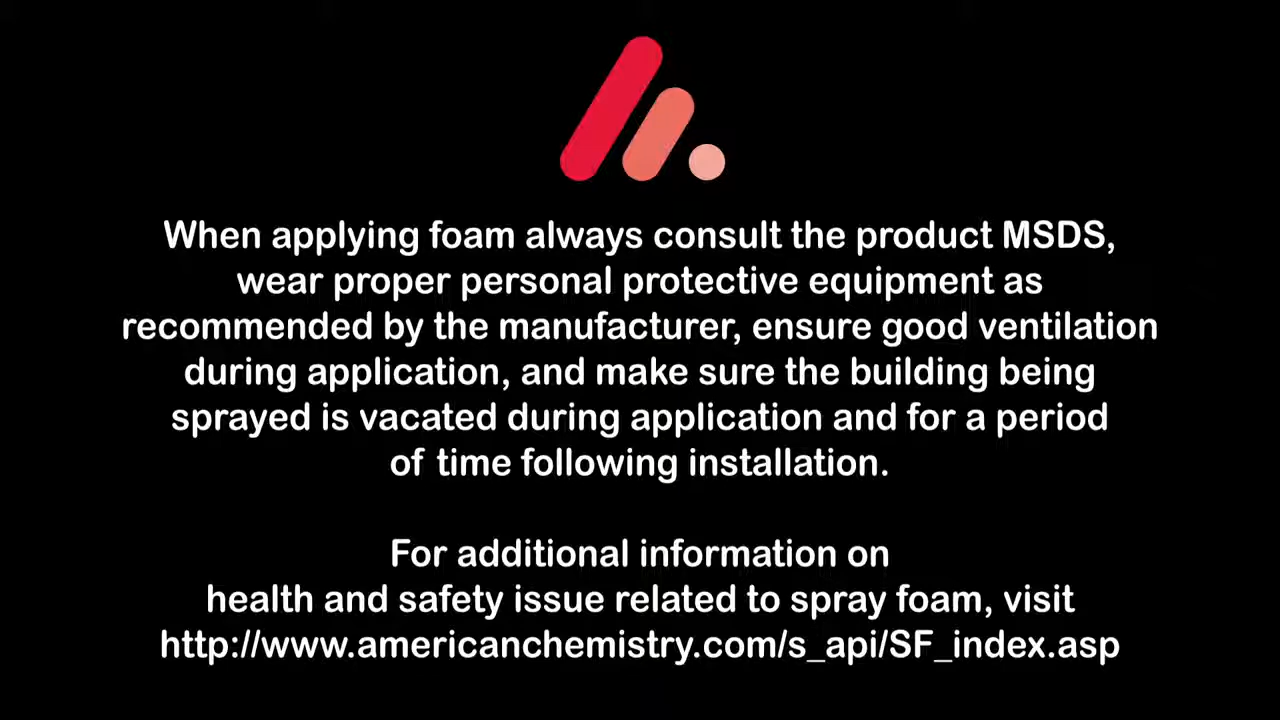 When applying foam always consult the product MSDS,
wear proper personal protective equipment as
recommended by the manufacturer, ensure good ventilation
during application, and make sure the building being
sprayed is vacated during application and for a period
of time following installation.
For additional information on
health and safety issue related to spray foam, visit
http://www.americanchemistry.com/s_api/SF_index.asp